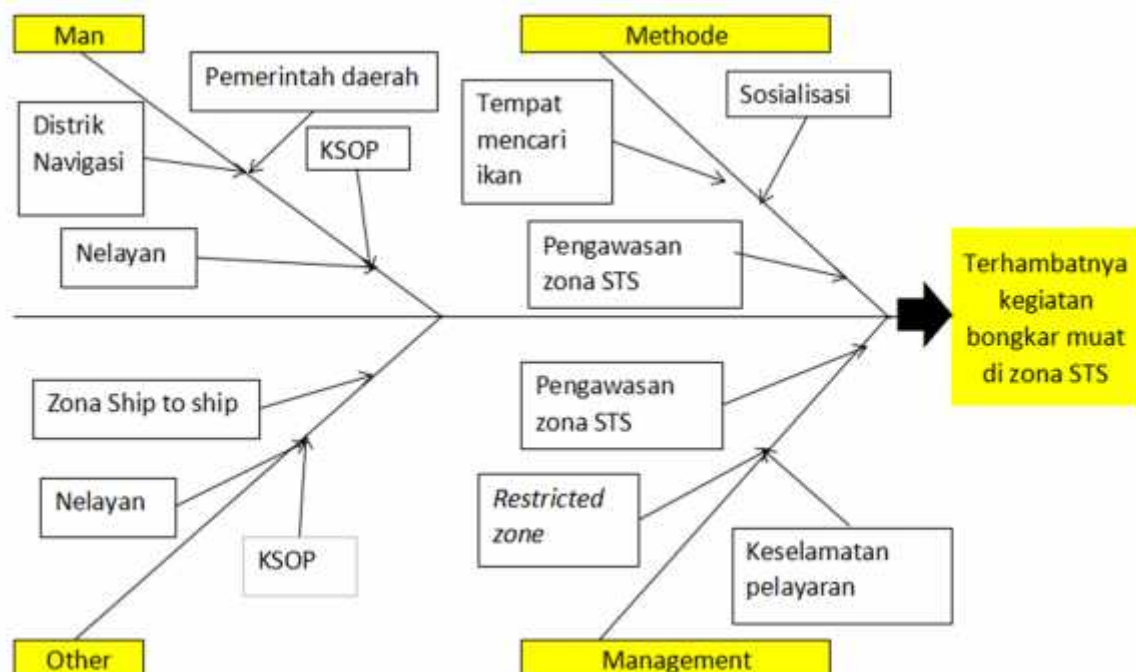 Man
Methode
Pemerintah daerah
Distrik
Navigasi
KSOP
Nelayan
Tempat
mencari
ikan
Sosialisasi
Pengawasan
zona STS
Terhambatnya
kegiatan
bongkar muat
di zona STS
Zona Ship to ship
Nelayan
KSOP
Pengawasan
zona STS
Restricted
zone
Keselamatan
pelayaran
Other
Management